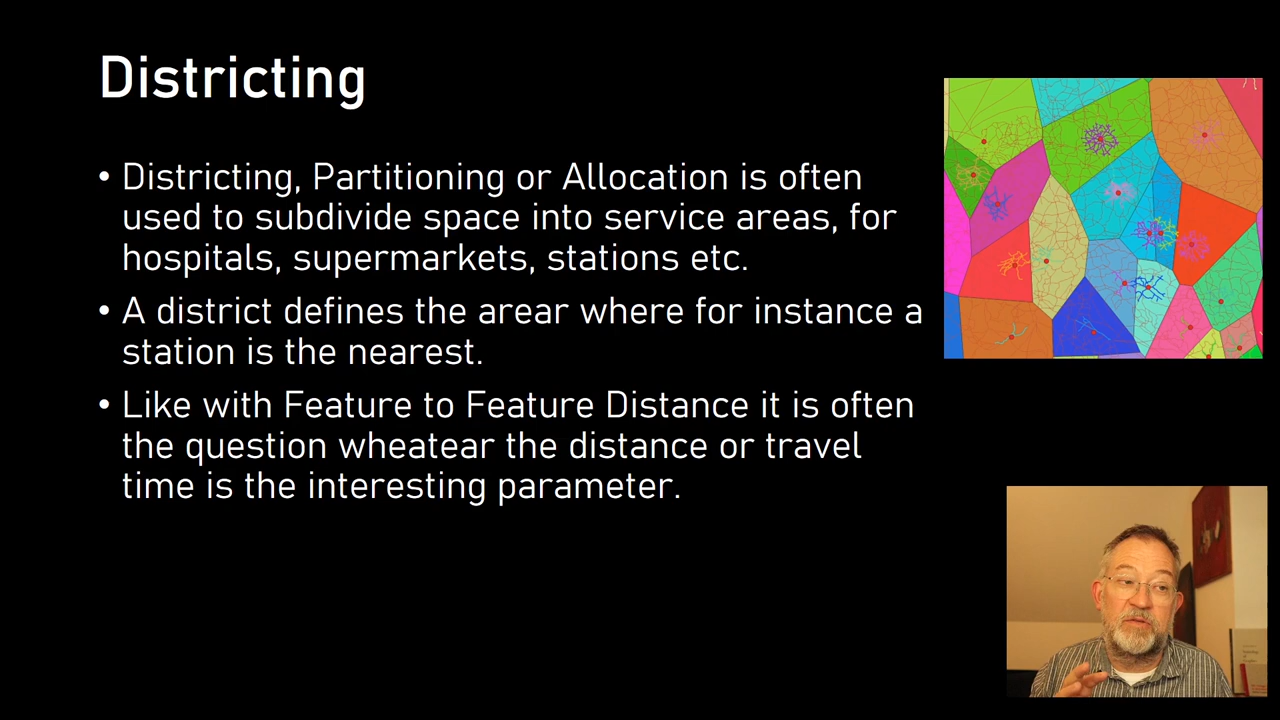 Districting
• Districting, Partitioning or Allocation is often
used to subdivide space into service areas, for
hospitals, supermarkets, stations etc.
• A district defines the arear where for instance a
station is the nearest.
• Like with Feature to Feature Distance it is often
the question wheatear the distance or travel
time is the interesting parameter.